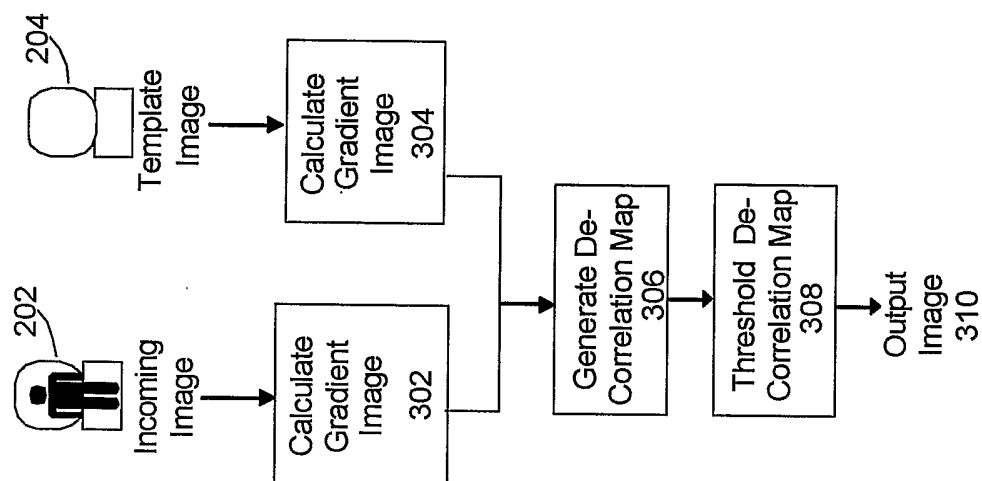 202
Incoming
Image
Calculate
Gradient
Image
302
204
Template
Image
Calculate
Gradient
Image
304
Generate De-
Correlation Map
306
Threshold De-
Correlation Map
308
Output
Image
310